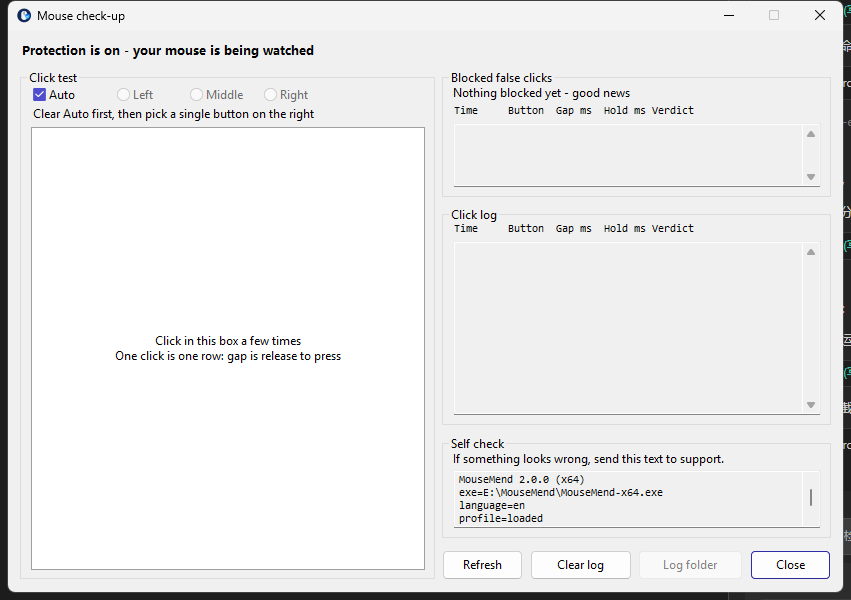 Mouse check-up
Protection is on - your mouse is being watched
Click test
Auto Left Middle Right
Clear Auto first, then pick a single button on the right
Click in this box a few times
One click is one row: gap is release to press
Blocked false clicks
Nothing blocked yet - good news
Time Button Gap ms Hold ms Verdict
Click log
Time Button Gap ms Hold ms Verdict
Self check
If something looks wrong, send this text to support.
MouseMend 2.0.0 (x64)
exe=E:\MouseMend\MouseMend-x64.exe
language=en
profile=loaded
Refresh Clear log Log folder Close